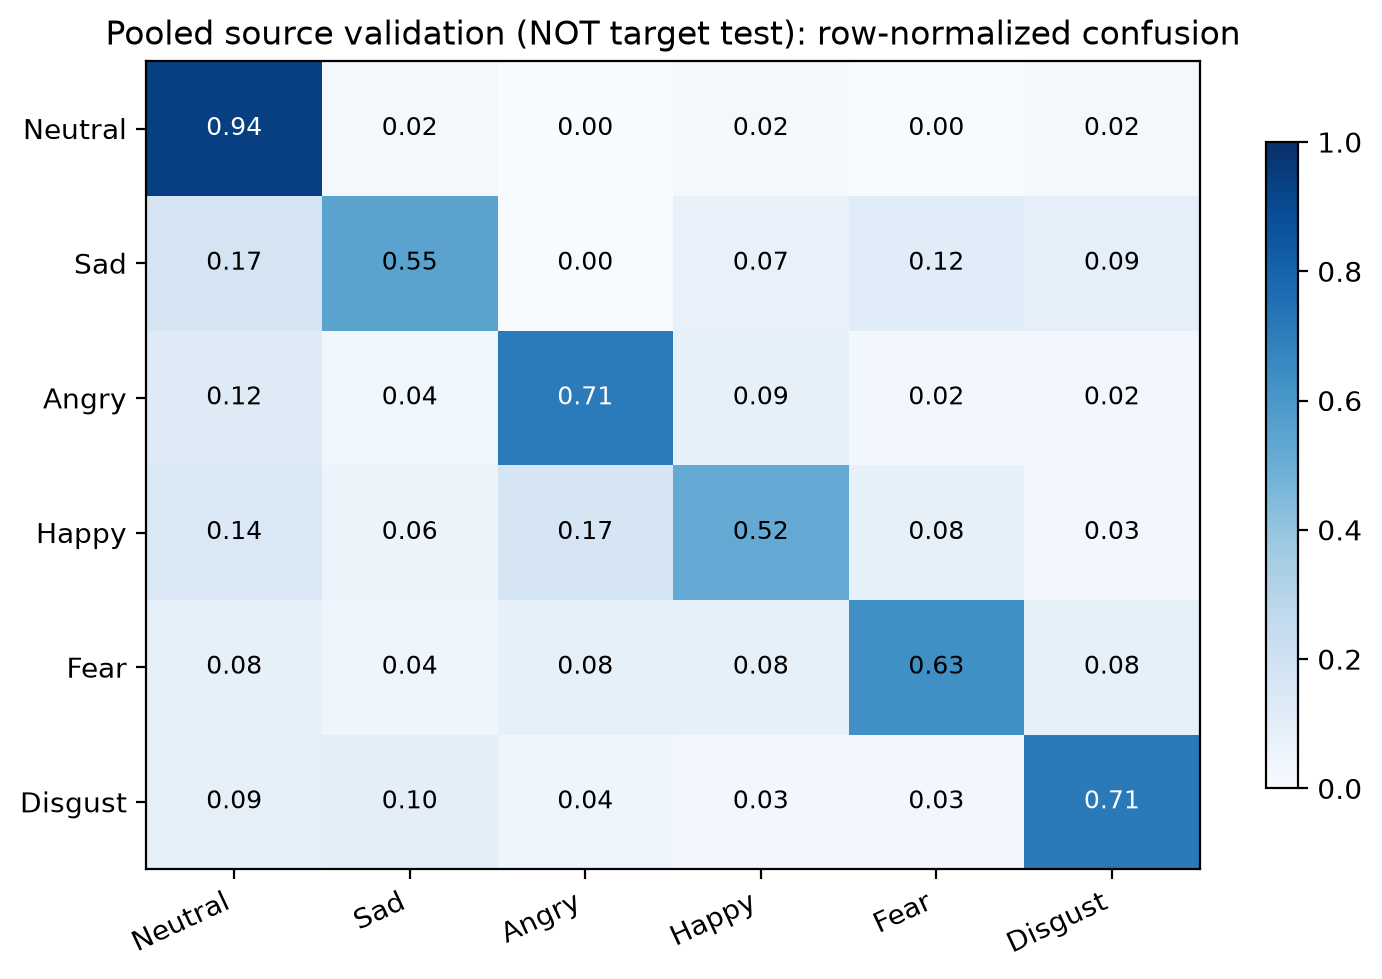 Pooled source validation (NOT target test): row-normalized confusion
Neutral 0.94 0.02 0.00 0.02 0.00 0.02
Sad 0.17 0.55 0.00 0.07 0.12 0.09
Angry 0.12 0.04 0.71 0.09 0.02 0.02
Happy 0.14 0.06 0.17 0.52 0.08 0.03
Fear 0.08 0.04 0.08 0.08 0.63 0.08
Disgust 0.09 0.10 0.04 0.03 0.03 0.71
Neutral Sad Angry Happy Fear Disgust
1.0
0.8
0.6
0.4
0.2
0.0